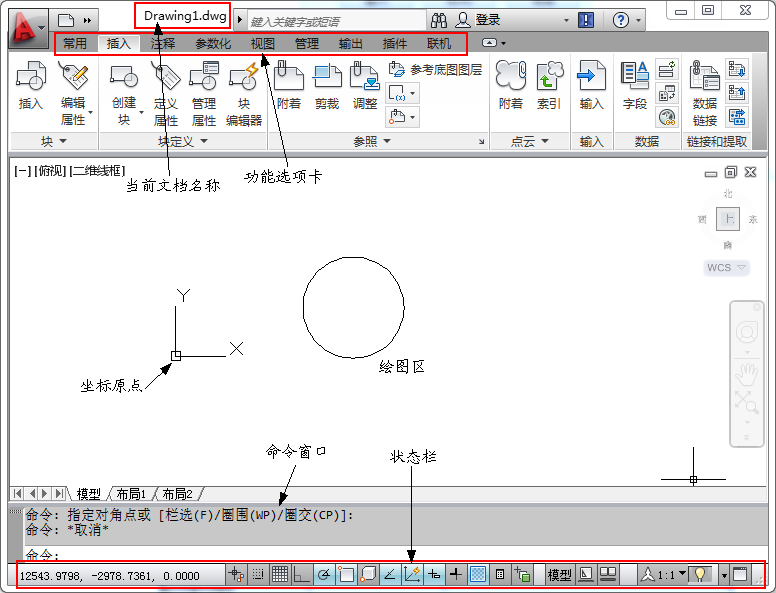 Drawing1.dwg
键入关键字或短语
登录
常用 插入 注释 参数化 视图 管理 输出 插件 联机
参考底图图层
插入 编辑属性 创建块 定义属性 管理属性 块编辑器 附着 剪裁 调整 附着 索引 输入 字段 数据链接
块 块定义 参照 点云 输入 数据 链接和提取
[−][俯视][二维线框]
当前文档名称 功能选项卡
北
上 东
南
WCS
Y
X
坐标原点
绘图区
命令窗口
状态栏
模型 布局1 布局2
命令: 指定对角点或 [栏选(F)/圈围(WP)/圈交(CP)]:
命令: *取消*
命令:
12543.9798, -2978.7361, 0.0000 模型 1:1